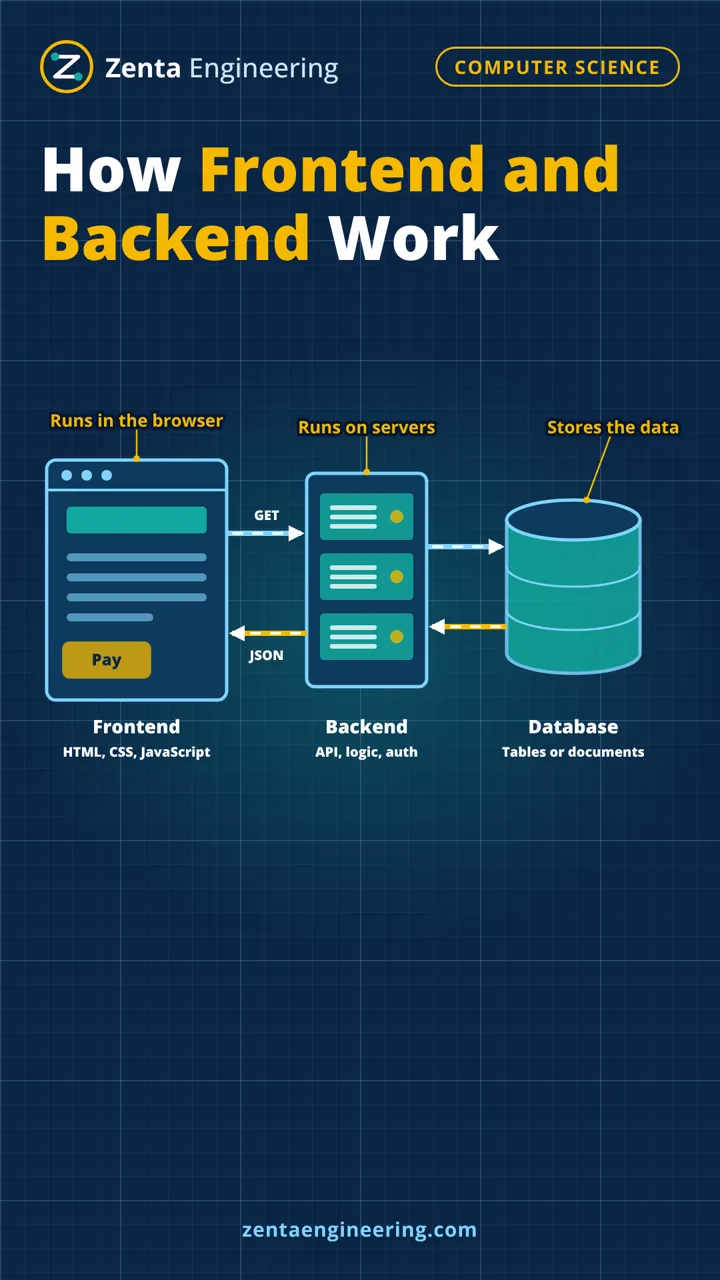 Zenta Engineering
COMPUTER SCIENCE
How Frontend and
Backend Work
Runs in the browser
Runs on servers
Stores the data
GET
JSON
Pay
Frontend
HTML, CSS, JavaScript
Backend
API, logic, auth
Database
Tables or documents
zentaengineering.com